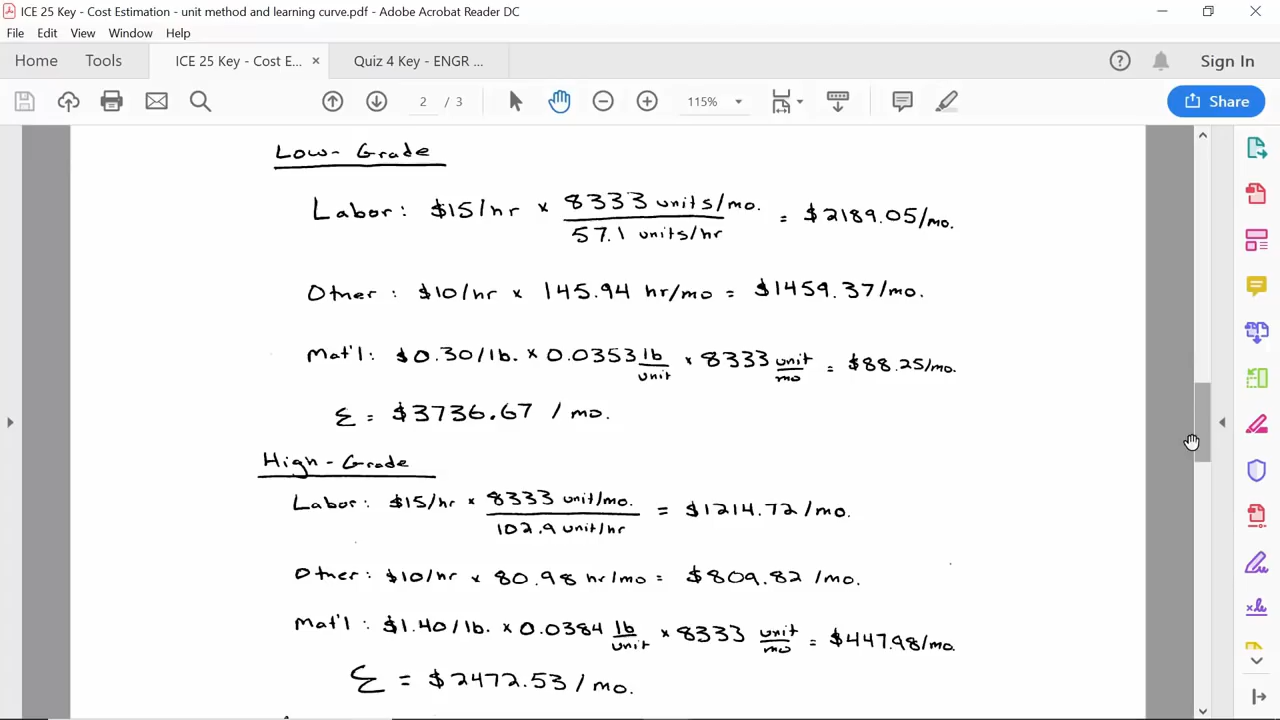 ICE 25 Key - Cost Estimation - unit method and learning curve.pdf - Adobe Acrobat Reader DC
File Edit View Window Help
Home Tools ICE 25 Key - Cost E... × Quiz 4 Key - ENGR ... Sign In
2 / 3 115% Share
Low-Grade
Labor: $15/hr × 8333 units/mo. / 57.1 units/hr = $2189.05/mo.
Other: $10/hr × 145.94 hr/mo = $1459.37/mo.
Mat'l: $0.30/lb. × 0.0353 lb/unit × 8333 unit/mo = $88.25/mo.
Σ = $3736.67 / mo.
High-Grade
Labor: $15/hr × 8333 unit/mo. / 102.9 unit/hr = $1214.72/mo.
Other: $10/hr × 80.98 hr/mo = $809.82 /mo.
Mat'l: $1.40/lb. × 0.0384 lb/unit × 8333 unit/mo = $447.98/mo.
Σ = $2472.53/mo.